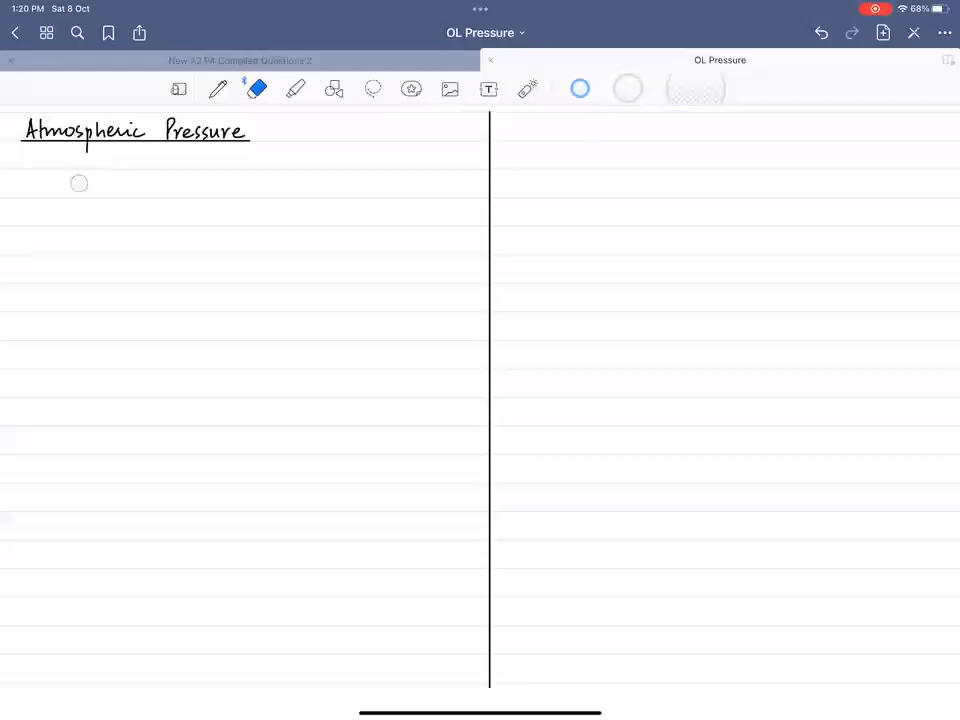 1:20 PM Sat 8 Oct
68%
OL Pressure
New A2 P4 Compiled Questions 2
OL Pressure
T
Atmospheric Pressure